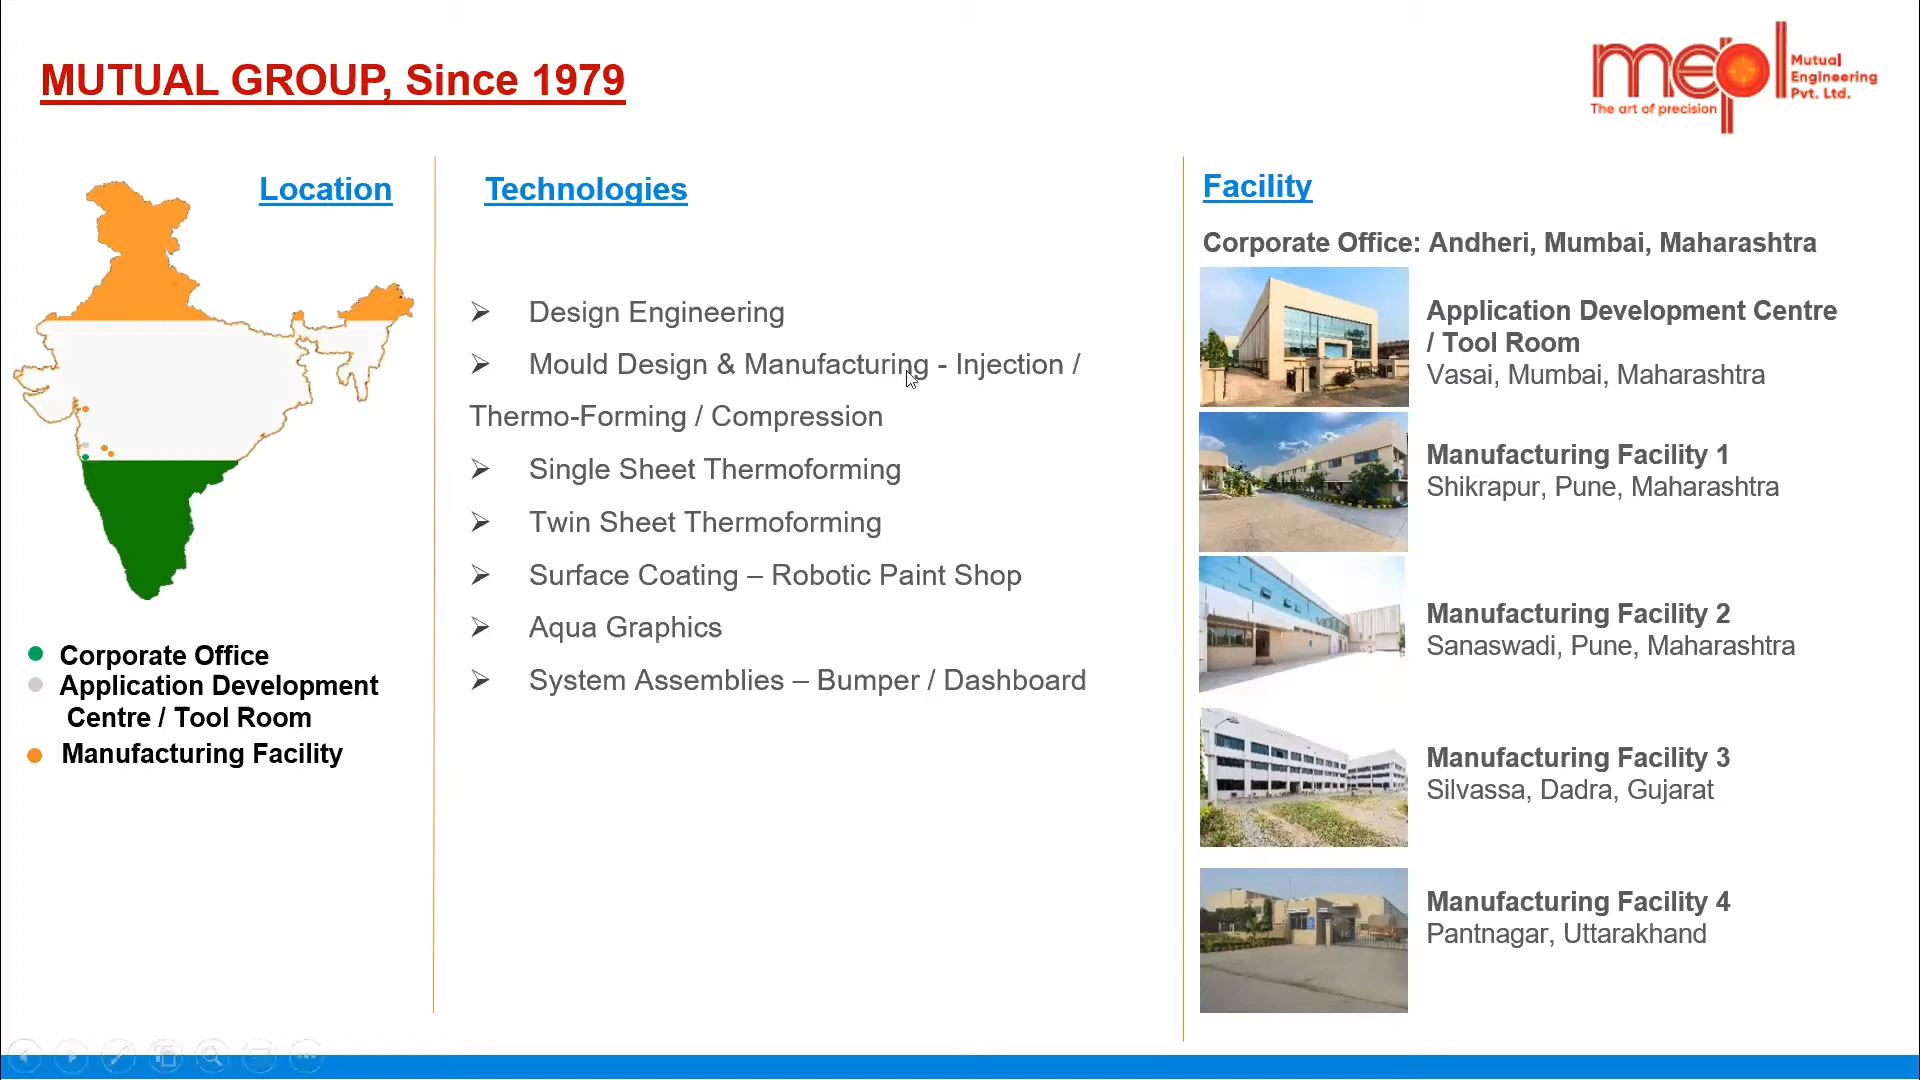 MUTUAL GROUP, Since 1979
mepl
The art of precision
Mutual
Engineering
Pvt. Ltd.
Location
Corporate Office
Application Development
Centre / Tool Room
Manufacturing Facility
Technologies
Design Engineering
Mould Design & Manufacturing - Injection /
Thermo-Forming / Compression
Single Sheet Thermoforming
Twin Sheet Thermoforming
Surface Coating – Robotic Paint Shop
Aqua Graphics
System Assemblies – Bumper / Dashboard
Facility
Corporate Office: Andheri, Mumbai, Maharashtra
Application Development Centre
/ Tool Room
Vasai, Mumbai, Maharashtra
Manufacturing Facility 1
Shikrapur, Pune, Maharashtra
Manufacturing Facility 2
Sanaswadi, Pune, Maharashtra
Manufacturing Facility 3
Silvassa, Dadra, Gujarat
Manufacturing Facility 4
Pantnagar, Uttarakhand